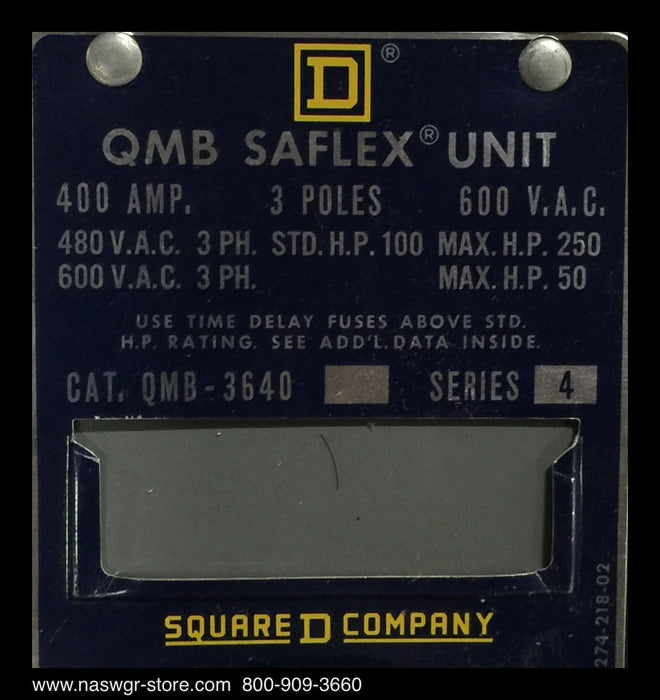 D ®
QMB SAFLEX® UNIT
400 AMP. 3 POLES 600 V.A.C.
480 V.A.C. 3 PH. STD. H.P. 100 MAX. H.P. 250
600 V.A.C. 3 PH. MAX. H.P. 50
USE TIME DELAY FUSES ABOVE STD.
H.P. RATING. SEE ADD'L. DATA INSIDE.
CAT. QMB-3640 SERIES 4
SQUARE D COMPANY
274-218-02
www.naswgr-store.com 800-909-3660